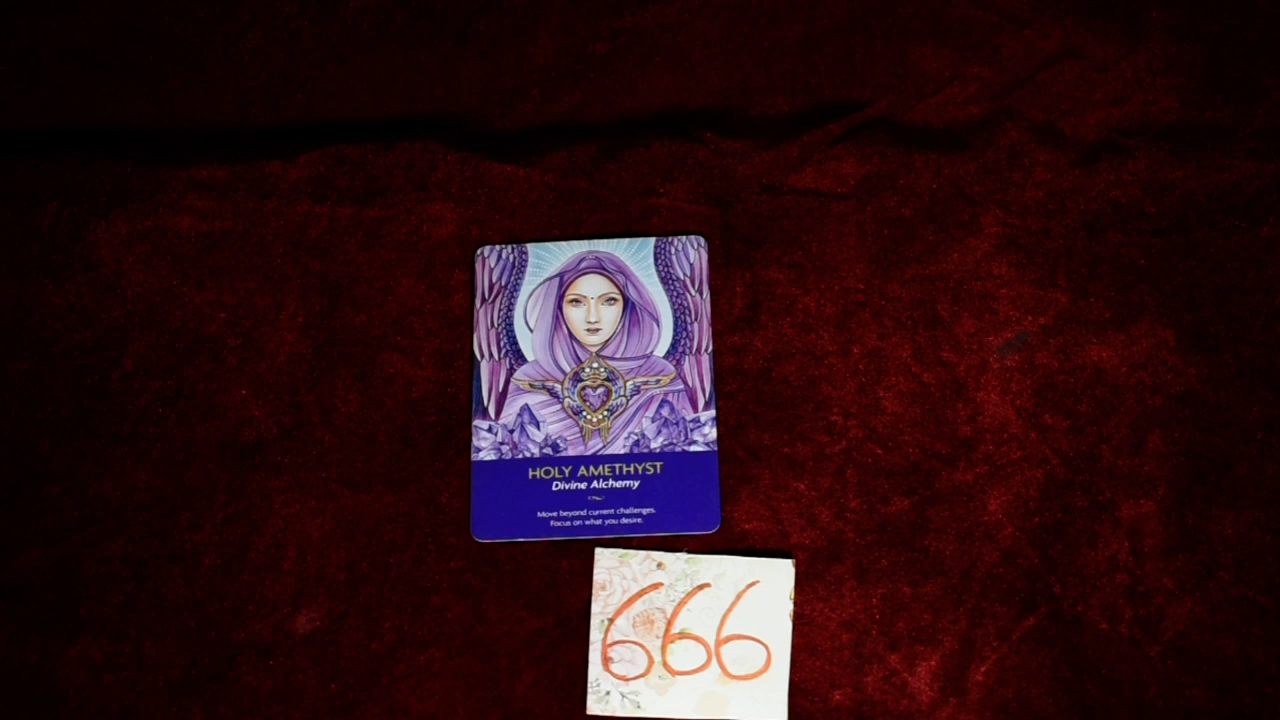 HOLY AMETHYST
Divine Alchemy
Move beyond current challenges.
Focus on what you desire.
666